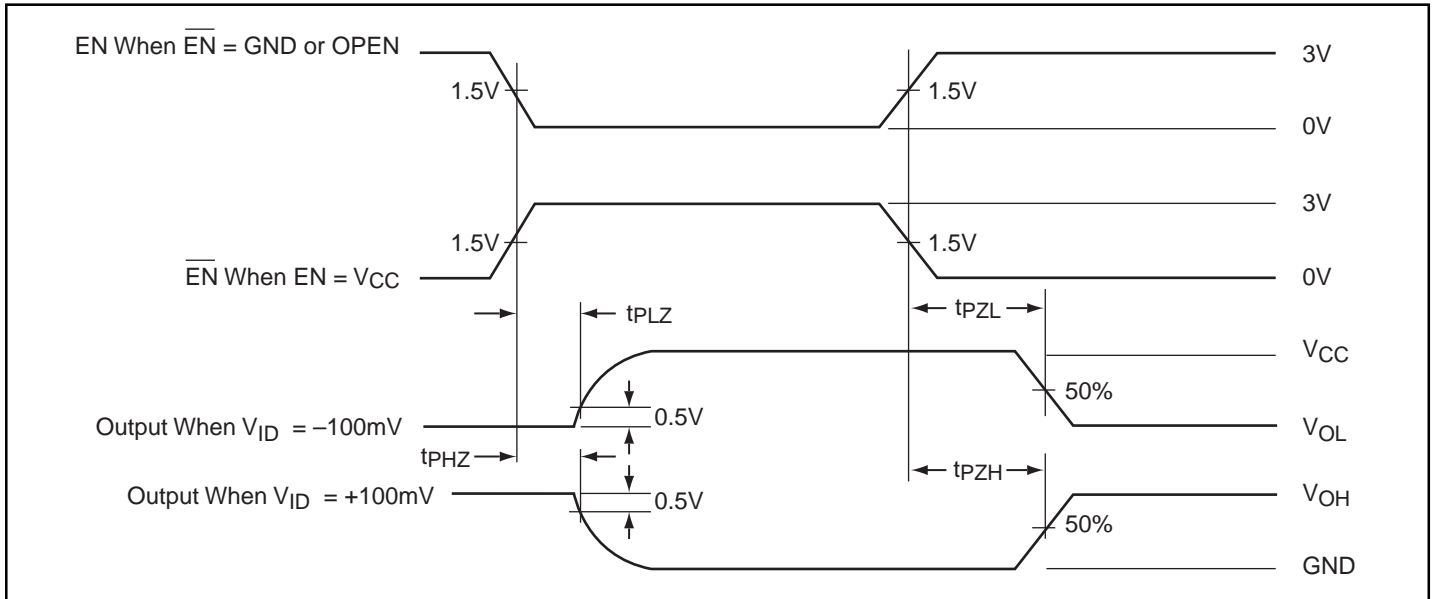 EN When E̅N̅ = GND or OPEN
3V
1.5V
1.5V
0V
3V
1.5V
1.5V
E̅N̅ When EN = VCC
0V
tPLZ
tPZL
VCC
50%
0.5V
Output When VID = –100mV
VOL
tPHZ
tPZH
Output When VID = +100mV
0.5V
VOH
50%
GND